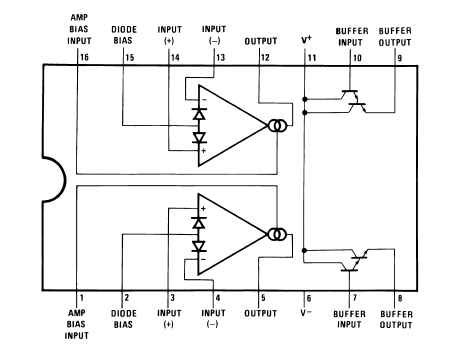 AMP
BIAS
INPUT
DIODE
BIAS
INPUT
(+)
INPUT
(−)
OUTPUT
V+
BUFFER
INPUT
BUFFER
OUTPUT
16 15 14 13 12 11 10 9
−
+
+
−
1 2 3 4 5 6 7 8
AMP
BIAS
INPUT
DIODE
BIAS
INPUT
(+)
INPUT
(−)
OUTPUT
V−
BUFFER
INPUT
BUFFER
OUTPUT